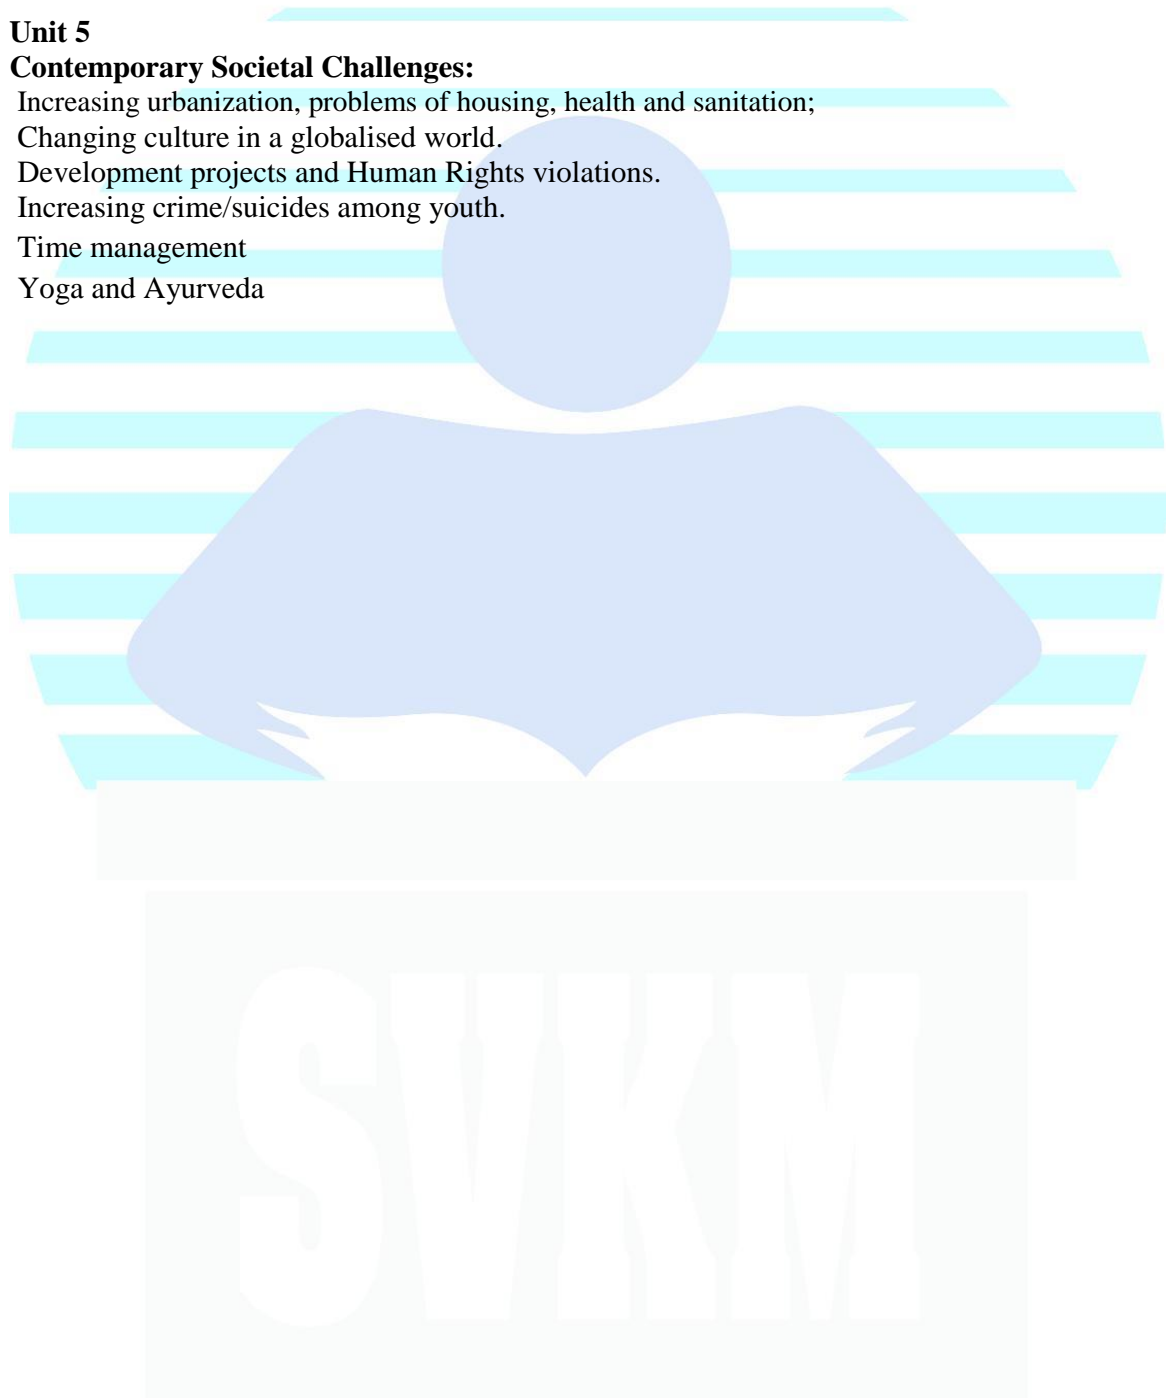 Unit 5
Contemporary Societal Challenges:
Increasing urbanization, problems of housing, health and sanitation;
Changing culture in a globalised world.
Development projects and Human Rights violations.
Increasing crime/suicides among youth.
Time management
Yoga and Ayurveda
SVKM